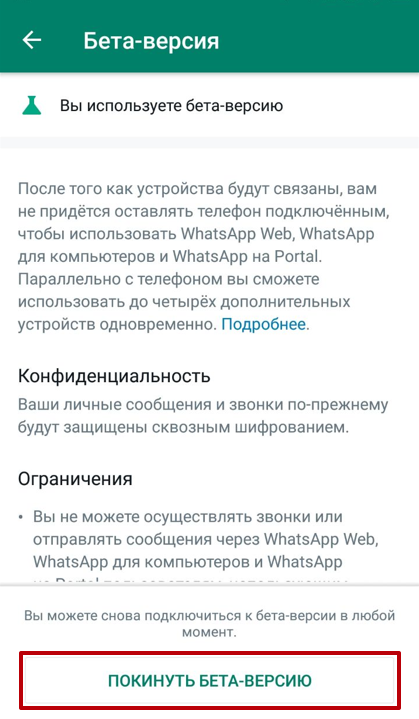 Бета-версия
Вы используете бета-версию
После того как устройства будут связаны, вам
не придётся оставлять телефон подключённым,
чтобы использовать WhatsApp Web, WhatsApp
для компьютеров и WhatsApp на Portal.
Параллельно с телефоном вы сможете
использовать до четырёх дополнительных
устройств одновременно. Подробнее.
Конфиденциальность
Ваши личные сообщения и звонки по-прежнему
будут защищены сквозным шифрованием.
Ограничения
• Вы не можете осуществлять звонки или
отправлять сообщения через WhatsApp Web,
WhatsApp для компьютеров и WhatsApp
Вы можете снова подключиться к бета-версии в любой
момент.
ПОКИНУТЬ БЕТА-ВЕРСИЮ